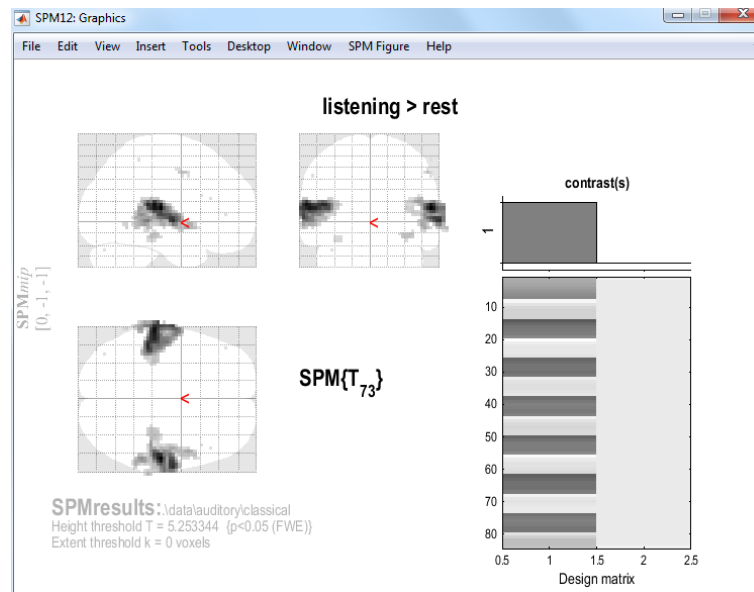 SPM12: Graphics
File Edit View Insert Tools Desktop Window SPM Figure Help
listening > rest
SPMmip
[0, -1, -1]
<
<
<
SPM{T73}
contrast(s)
1
10
20
30
40
50
60
70
80
0.5 1 1.5 2 2.5
Design matrix
SPMresults:.\data\auditory\classical
Height threshold T = 5.253344 {p<0.05 (FWE)}
Extent threshold k = 0 voxels